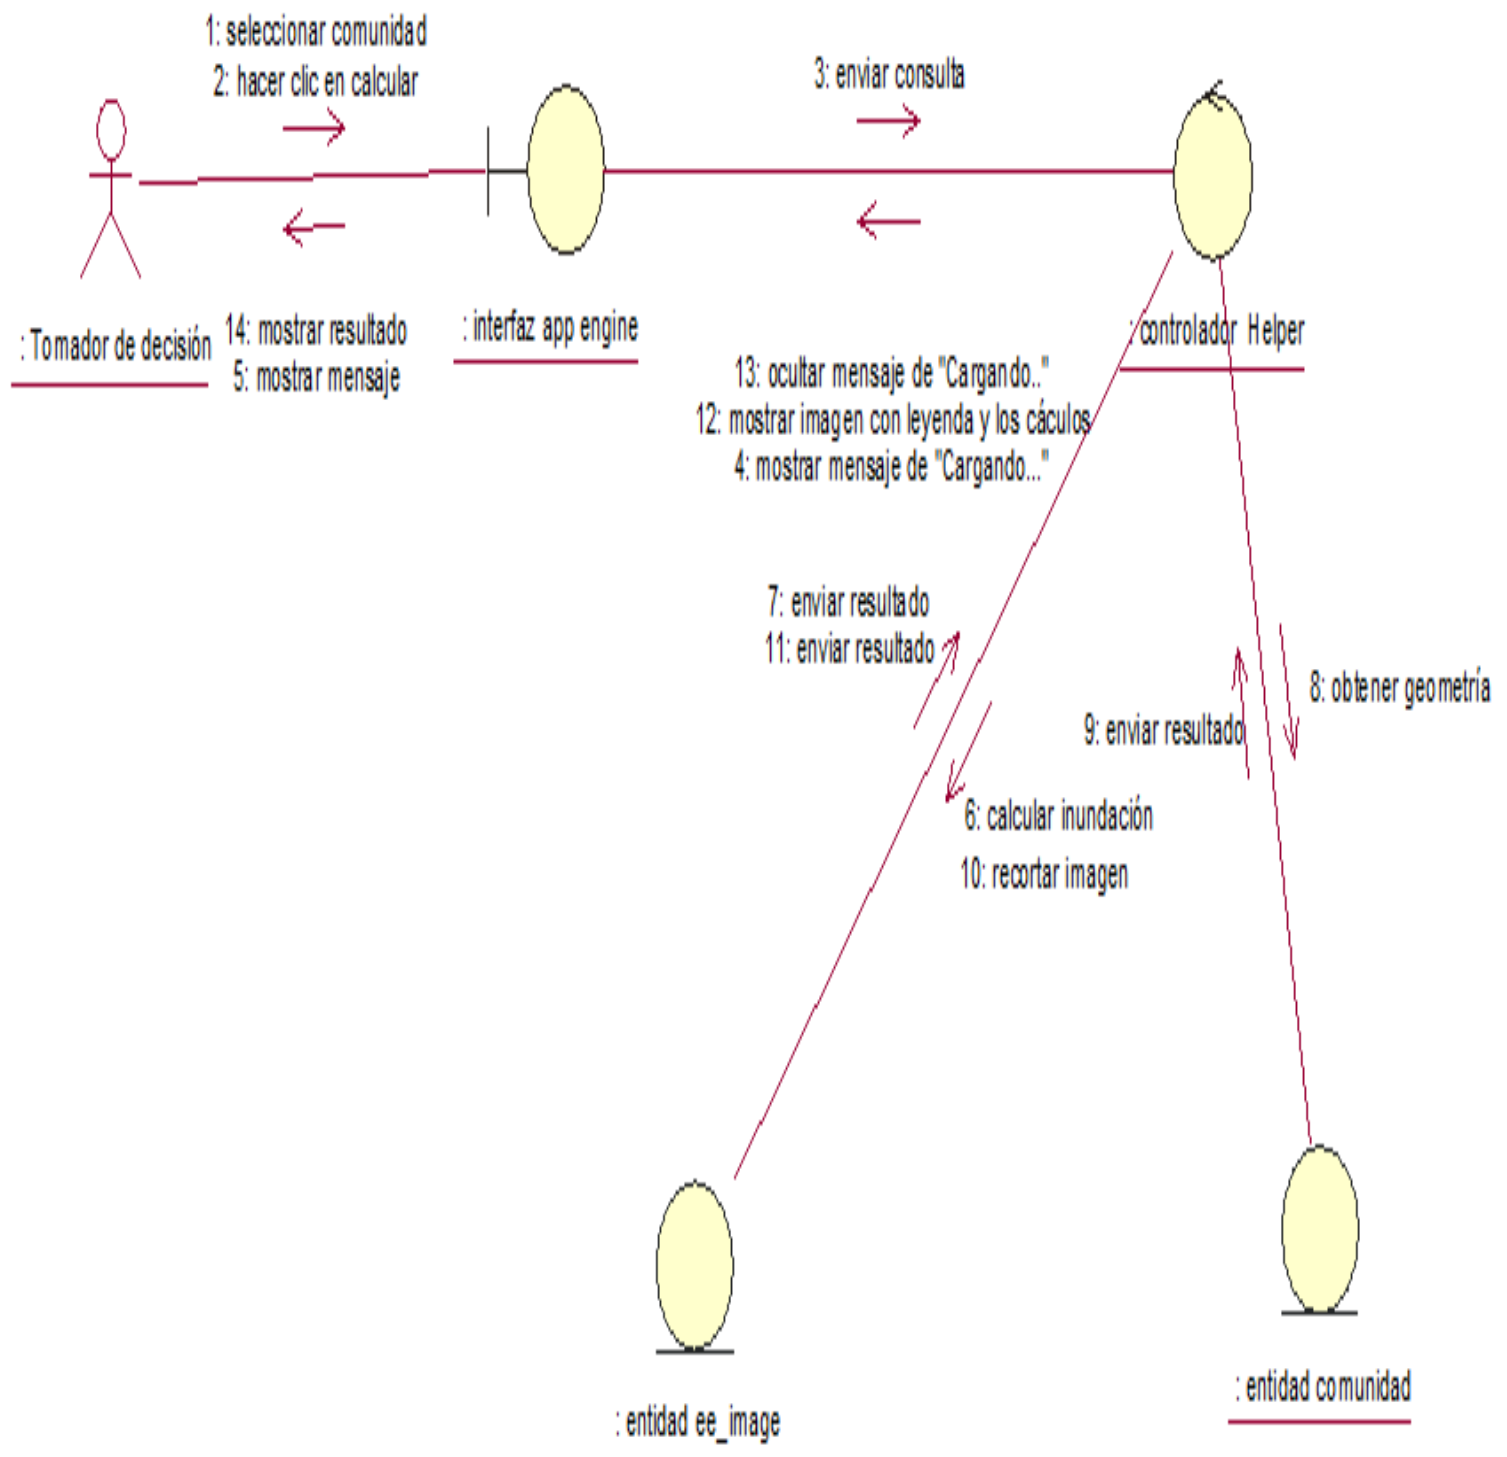 1: seleccionar comunidad
2: hacer clic en calcular
3: enviar consulta
: Tomador de decisión
14: mostrar resultado
5: mostrar mensaje
: interfaz app engine
: controlador Helper
13: ocultar mensaje de "Cargando.."
12: mostrar imagen con leyenda y los cáculos
4: mostrar mensaje de "Cargando..."
7: enviar resultado
11: enviar resultado
8: obtener geometría
9: enviar resultado
6: calcular inundación
10: recortar imagen
: entidad ee_image
: entidad comunidad